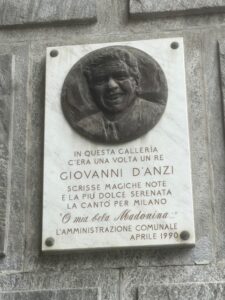 IN QUESTA GALLERIA
C'ERA UNA VOLTA UN RE
GIOVANNI D'ANZI
SCRISSE MAGICHE NOTE
E LA PIÙ DOLCE SERENATA
LA CANTÒ PER MILANO
"O mia bela Madonina..."
L'AMMINISTRAZIONE COMUNALE
APRILE 1990